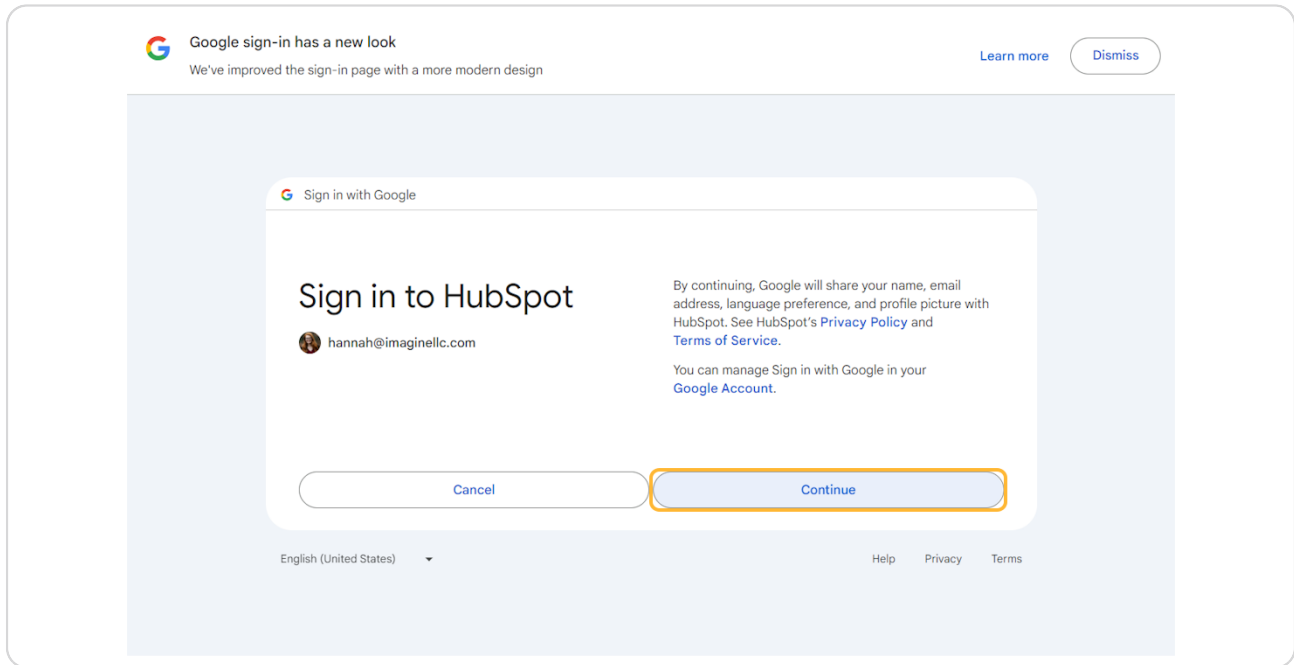 Google sign-in has a new look
We've improved the sign-in page with a more modern design
Learn more
Dismiss
Sign in with Google
Sign in to HubSpot
hannah@imaginellc.com
By continuing, Google will share your name, email
address, language preference, and profile picture with
HubSpot. See HubSpot's Privacy Policy and
Terms of Service.
You can manage Sign in with Google in your
Google Account.
Cancel
Continue
English (United States)
Help
Privacy
Terms